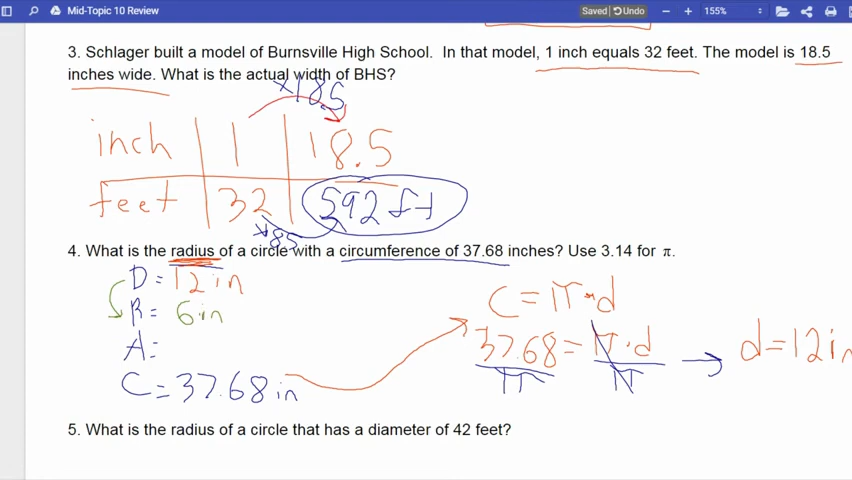 Mid-Topic 10 Review
Saved
Undo
155%
3. Schlager built a model of Burnsville High School. In that model, 1 inch equals 32 feet. The model is 18.5
inches wide. What is the actual width of BHS?
×18.5
inch 1 18.5
feet 32 592 ft
4. What is the radius of a circle with a circumference of 37.68 inches? Use 3.14 for π.
D = 12 in
R = 6 in
A =
C = 37.68 in
C = π · d
37.68 = π · d
π π
d = 12 in
5. What is the radius of a circle that has a diameter of 42 feet?